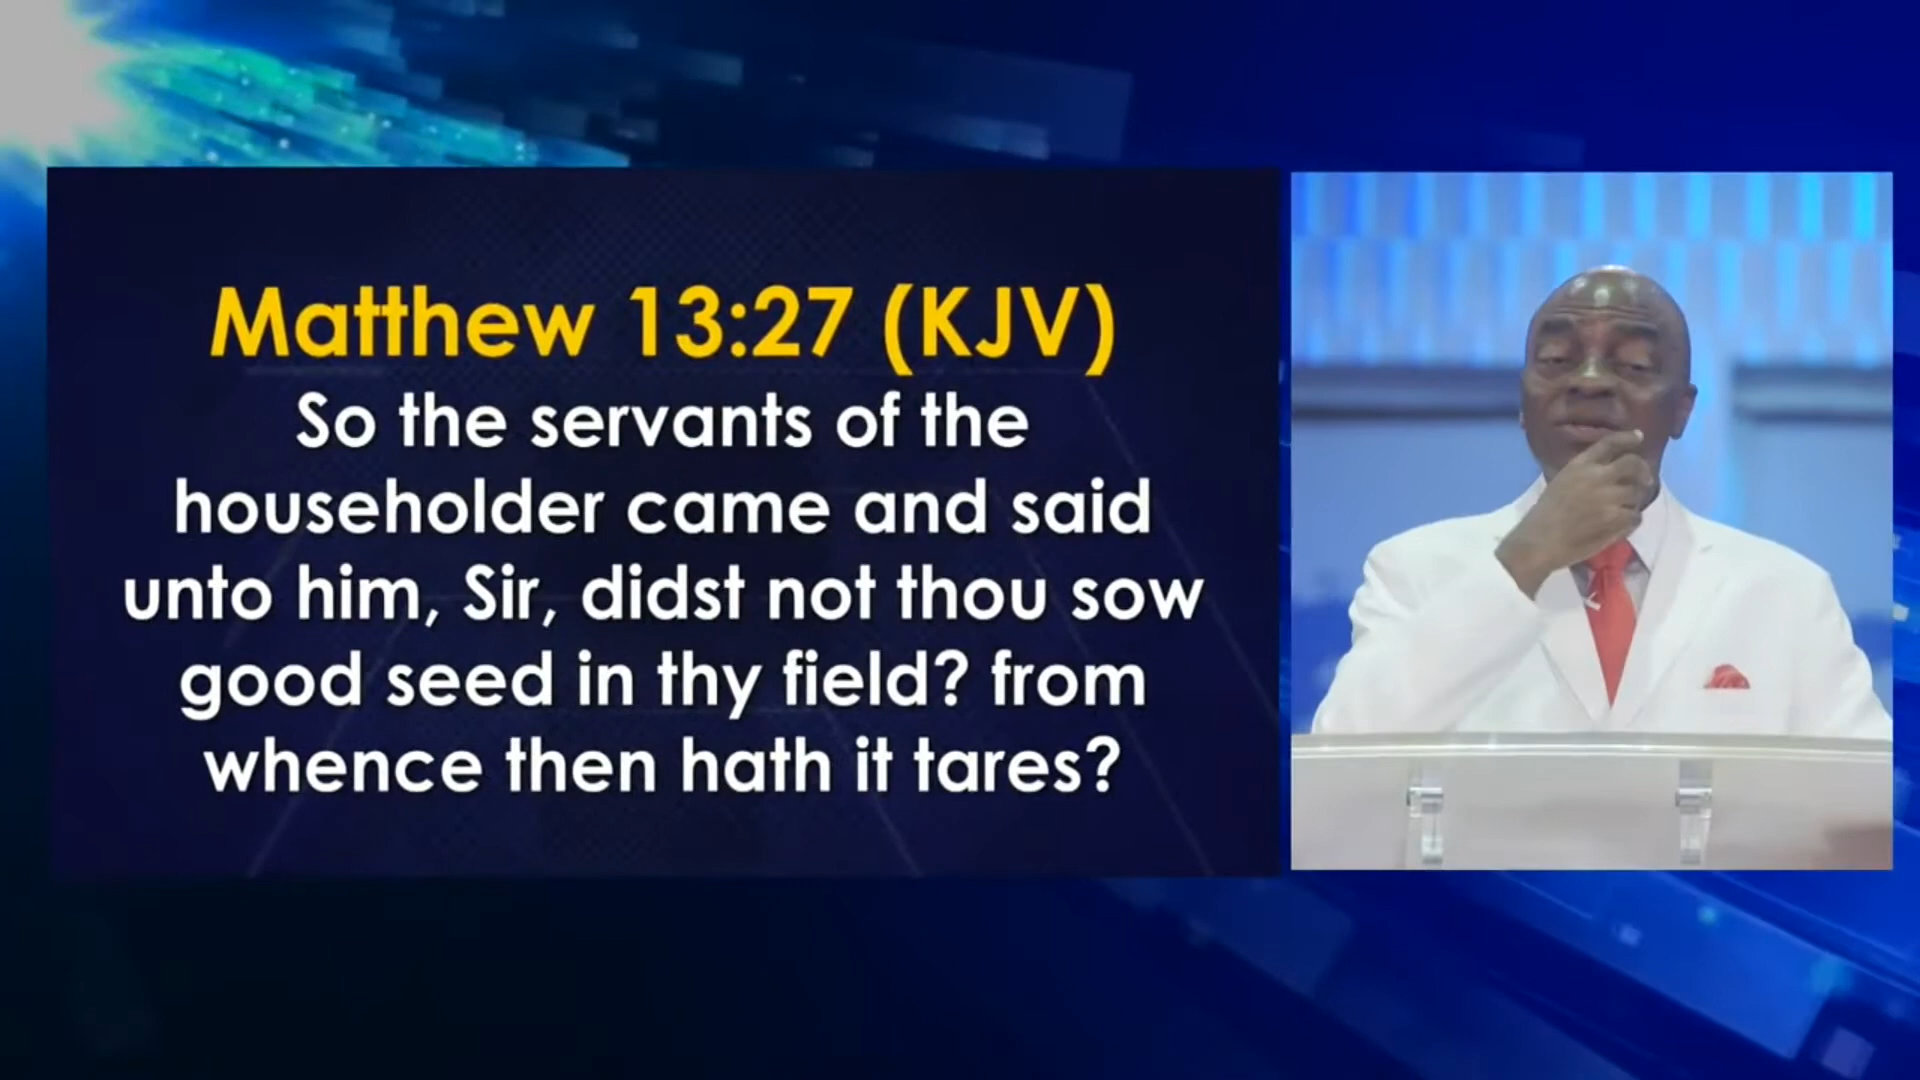 Matthew 13:27 (KJV)
So the servants of the
householder came and said
unto him, Sir, didst not thou sow
good seed in thy field? from
whence then hath it tares?